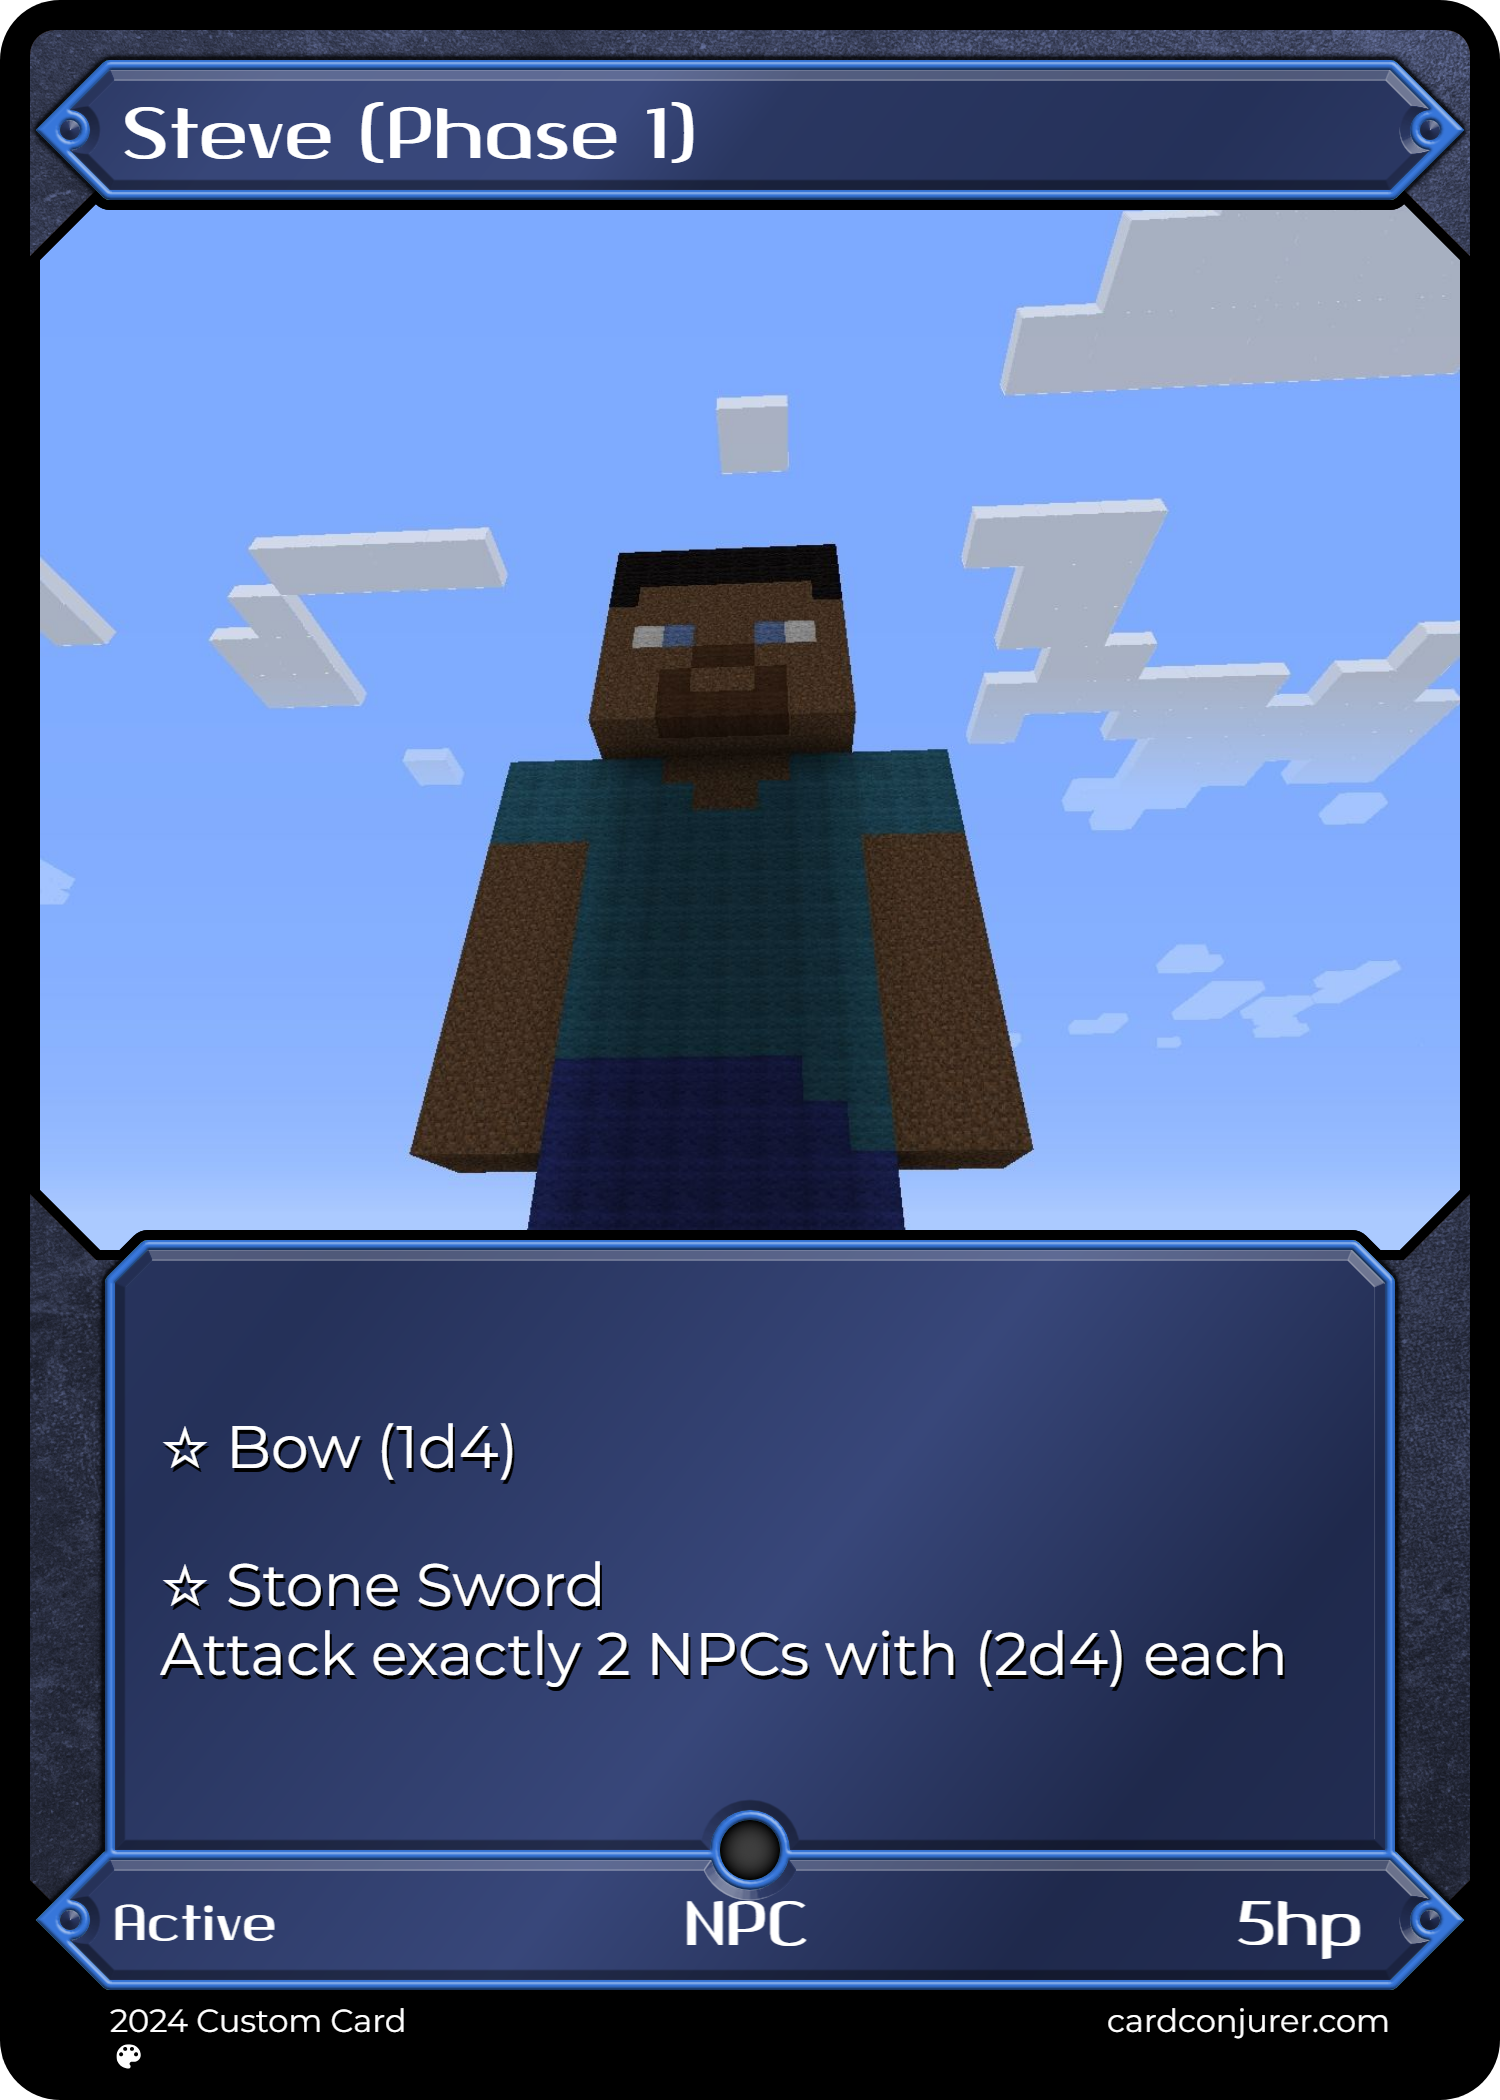 Steve (Phase 1)
☆ Bow (1d4)
☆ Stone Sword
Attack exactly 2 NPCs with (2d4) each
Active
NPC
5hp
2024 Custom Card
cardconjurer.com